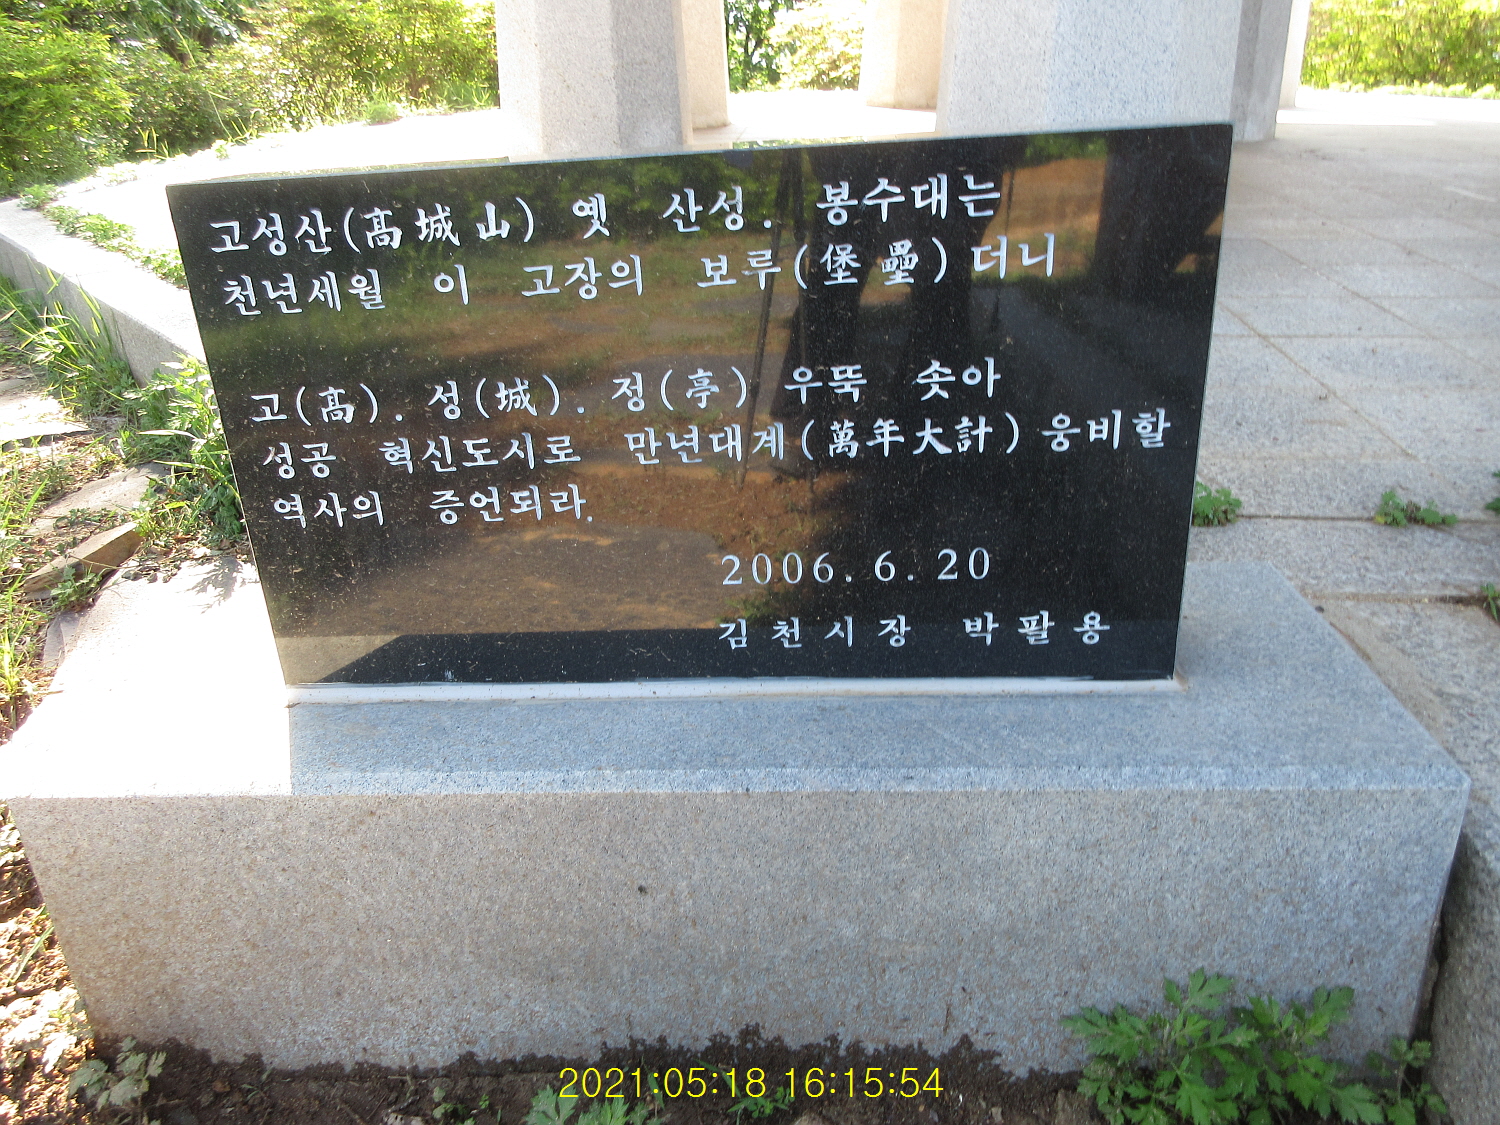 고성산(髙城山) 옛 산성. 봉수대는
천년세월 이 고장의 보루(堡壘)더니
고(髙). 성(城). 정(亭) 우뚝 솟아
성공 혁신도시로 만년대계(萬年大計) 웅비할
역사의 증언되라.
2006. 6. 20
김천시장 박팔용
2021:05:18 16:15:54